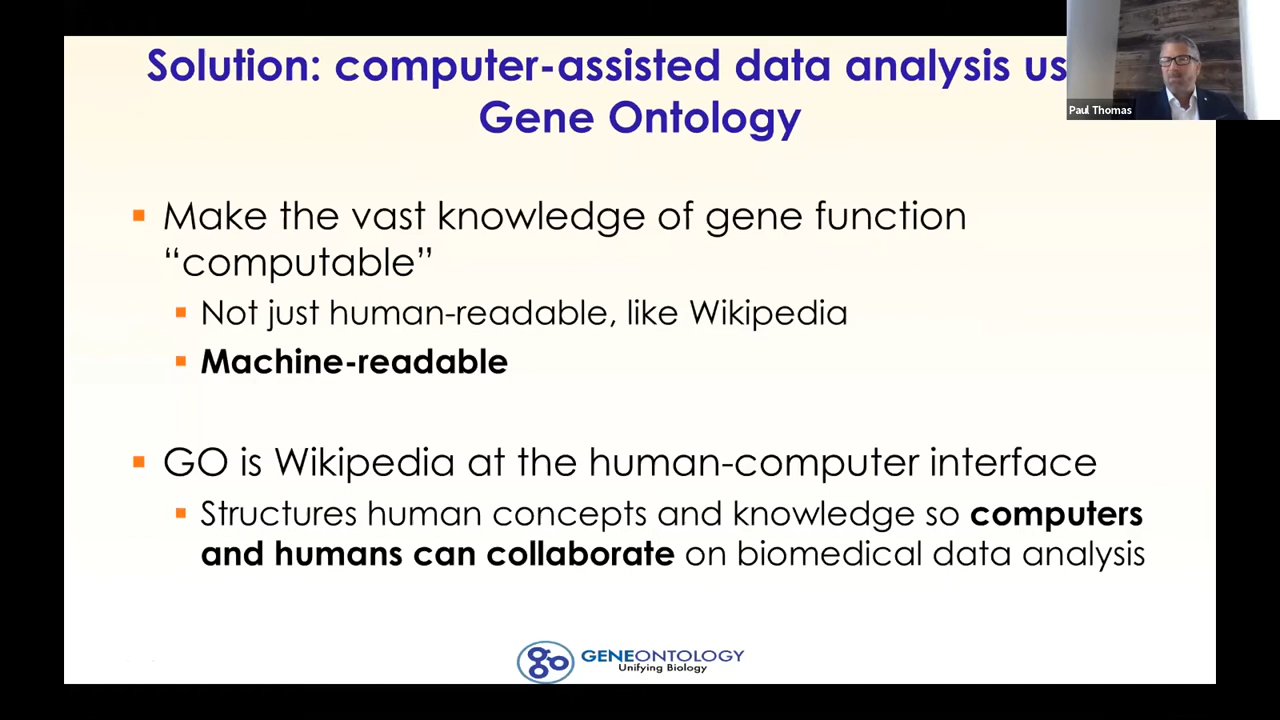 Solution: computer-assisted data analysis us
Gene Ontology
Paul Thomas
Make the vast knowledge of gene function
“computable”
Not just human-readable, like Wikipedia
Machine-readable
GO is Wikipedia at the human-computer interface
Structures human concepts and knowledge so computers
and humans can collaborate on biomedical data analysis
go GENEONTOLOGY
Unifying Biology